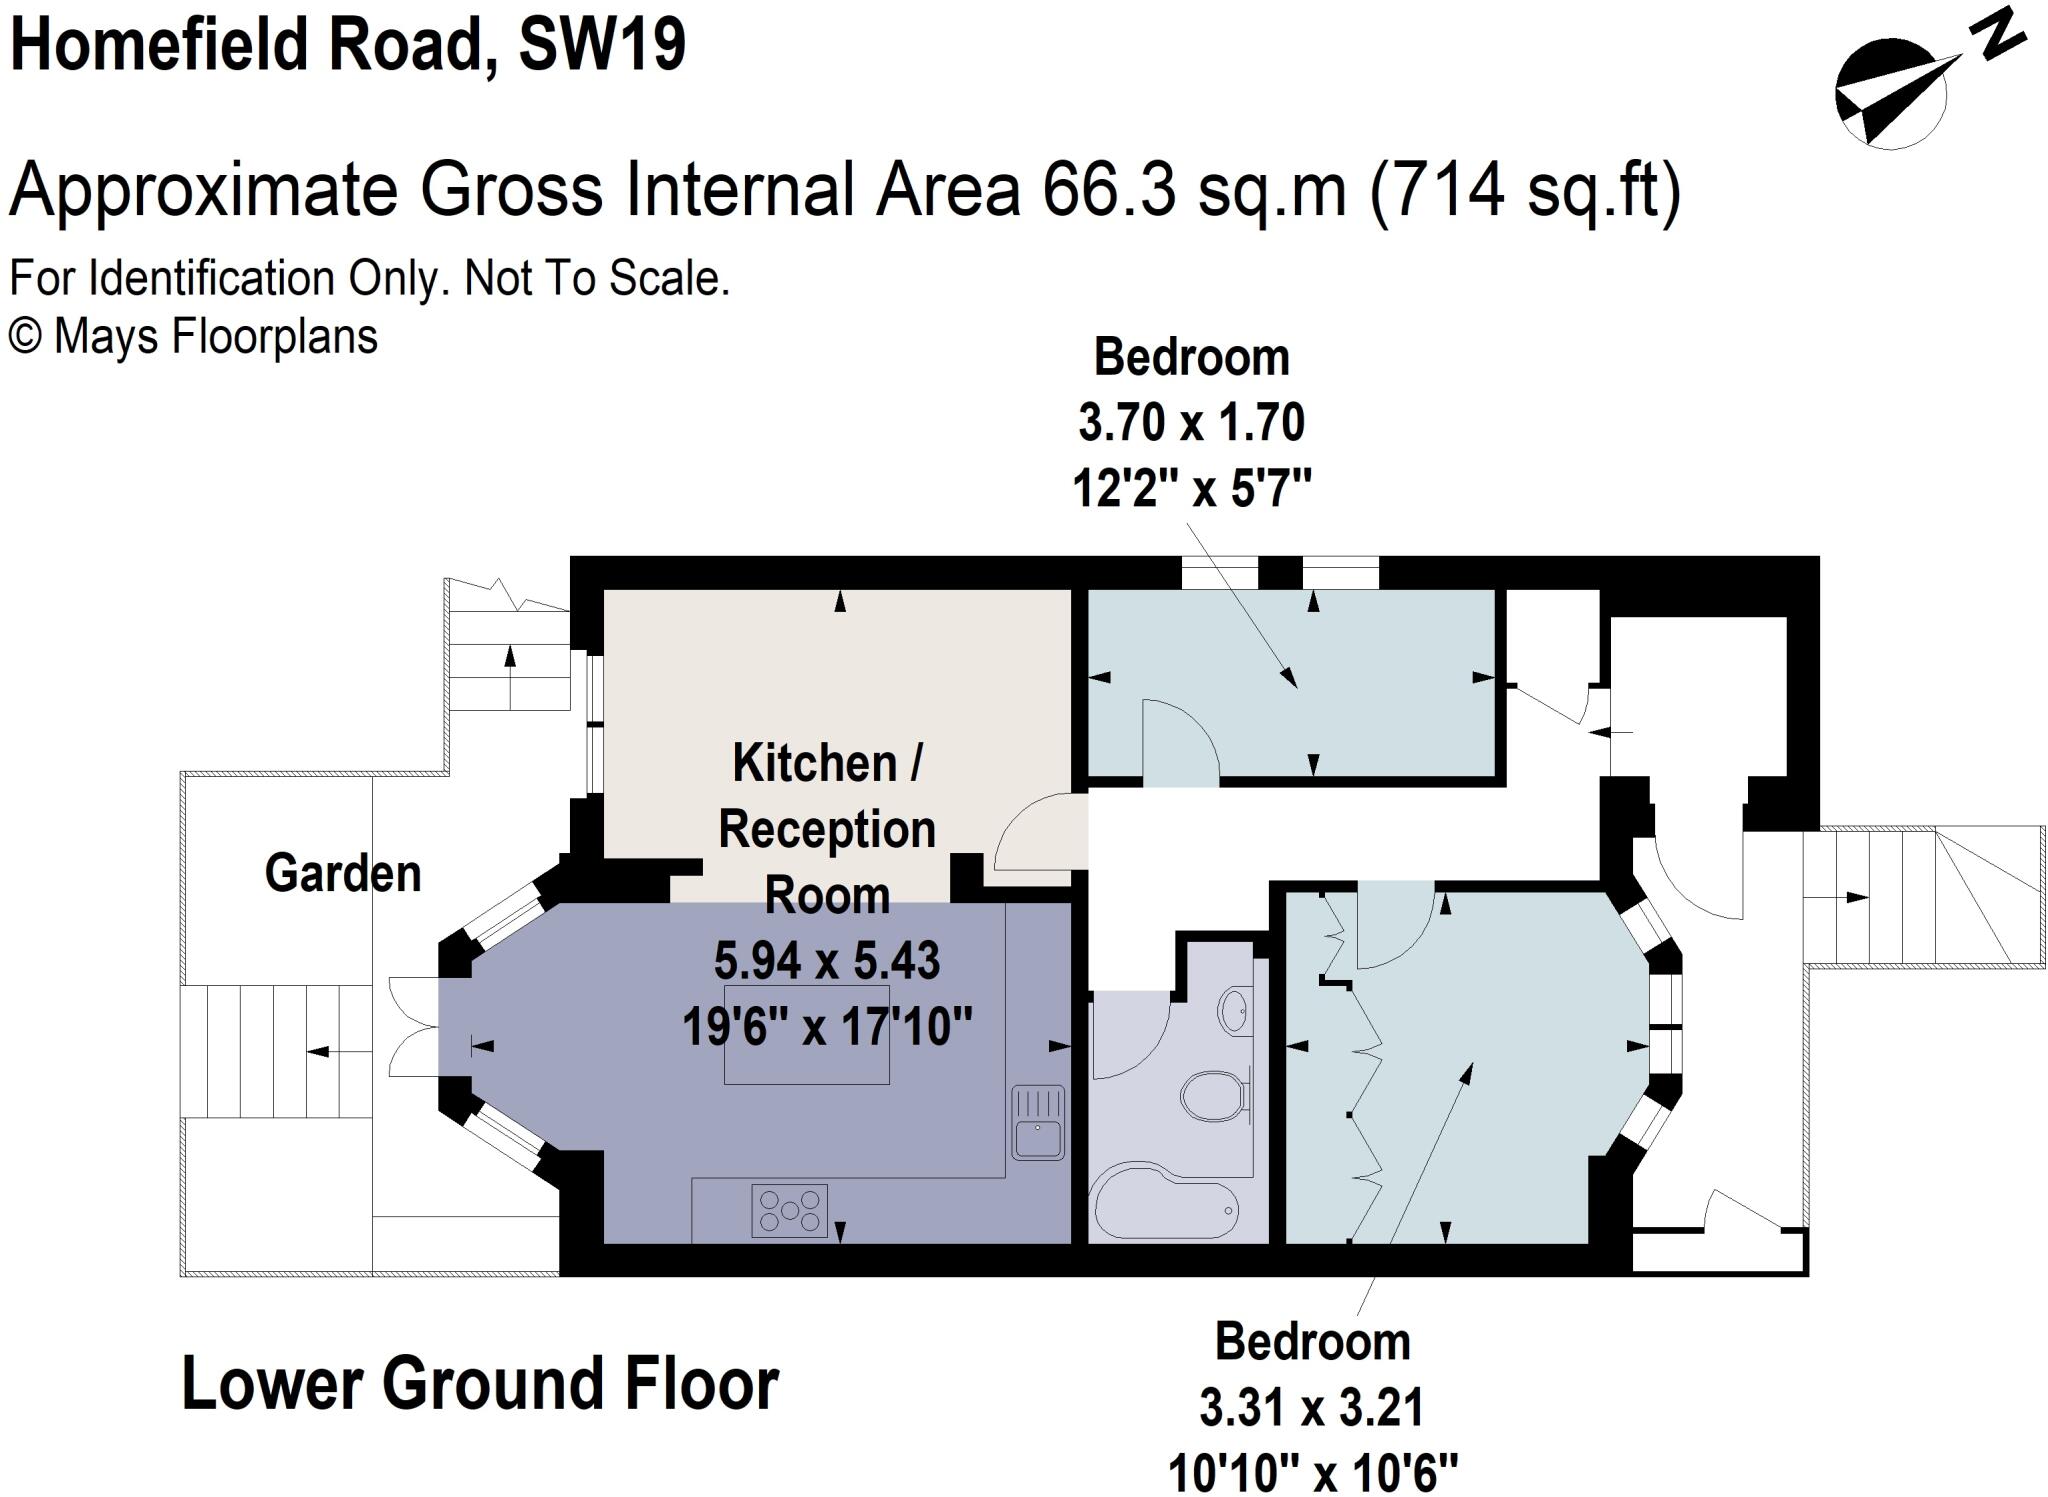 Homefield Road, SW19
N
Approximate Gross Internal Area 66.3 sq.m (714 sq.ft)
For Identification Only. Not To Scale.
© Mays Floorplans
Bedroom
3.70 x 1.70
12'2" x 5'7"
Kitchen /
Reception
Room
5.94 x 5.43
19'6" x 17'10"
Garden
Bedroom
3.31 x 3.21
10'10" x 10'6"
Lower Ground Floor